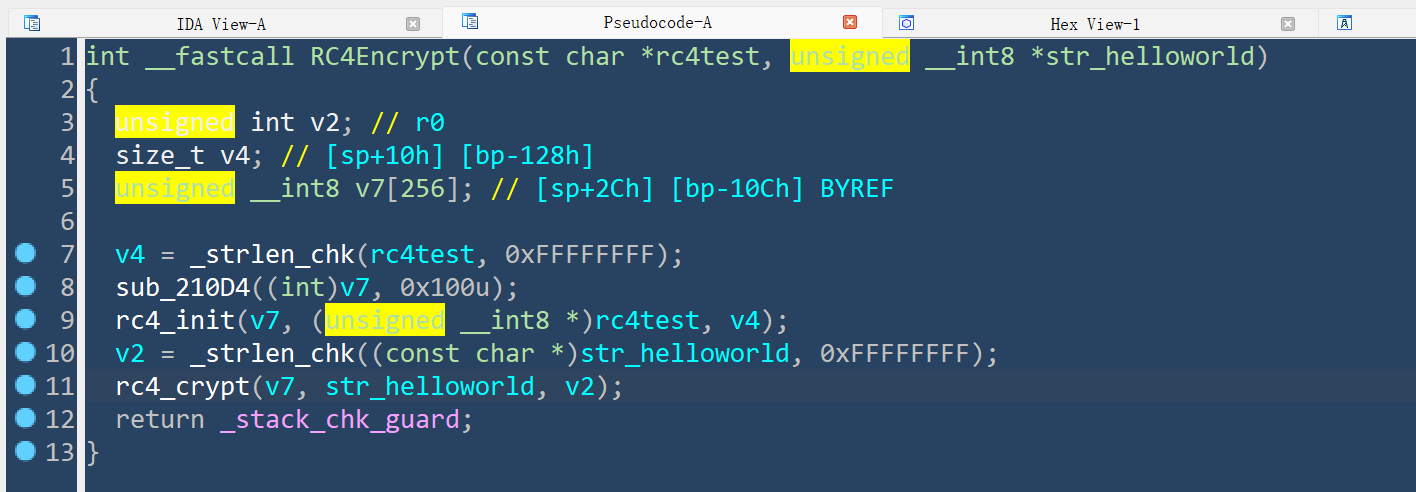 IDA View-A Pseudocode-A Hex View-1
1 int __fastcall RC4Encrypt(const char *rc4test, unsigned __int8 *str_helloworld)
2 {
3   unsigned int v2; // r0
4   size_t v4; // [sp+10h] [bp-128h]
5   unsigned __int8 v7[256]; // [sp+2Ch] [bp-10Ch] BYREF
6
7   v4 = _strlen_chk(rc4test, 0xFFFFFFFF);
8   sub_210D4((int)v7, 0x100u);
9   rc4_init(v7, (unsigned __int8 *)rc4test, v4);
10   v2 = _strlen_chk((const char *)str_helloworld, 0xFFFFFFFF);
11   rc4_crypt(v7, str_helloworld, v2);
12   return _stack_chk_guard;
13 }